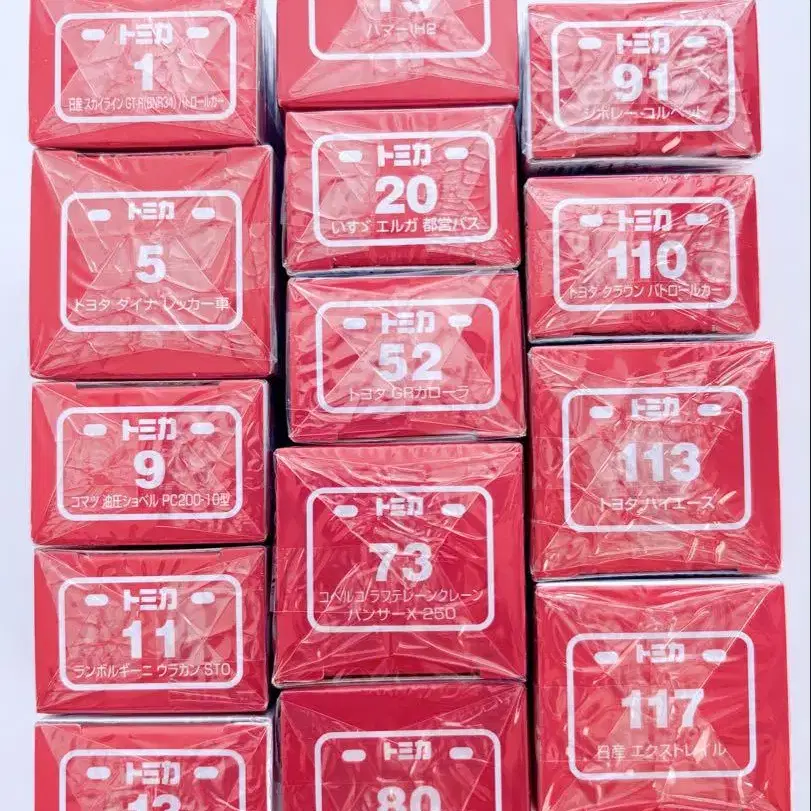 トミカ
1
日産 スカイライン GT-R(BNR34) パトロールカー
トミカ
5
トヨタ ダイナ レッカー車
トミカ
9
コマツ 油圧ショベル PC200-10型
トミカ
11
ランボルギーニ ウラカン STO
トミカ
ハマー H2
トミカ
20
いすゞ エルガ 都営バス
トミカ
52
トヨタ GRカローラ
トミカ
73
コベルコ ラフテレーンクレーン
パンサーX 250
トミカ
80
トミカ
91
シボレー コルベット
トミカ
110
トヨタ クラウン パトロールカー
トミカ
113
トヨタ ハイエース
トミカ
117
日産 エクストレイル